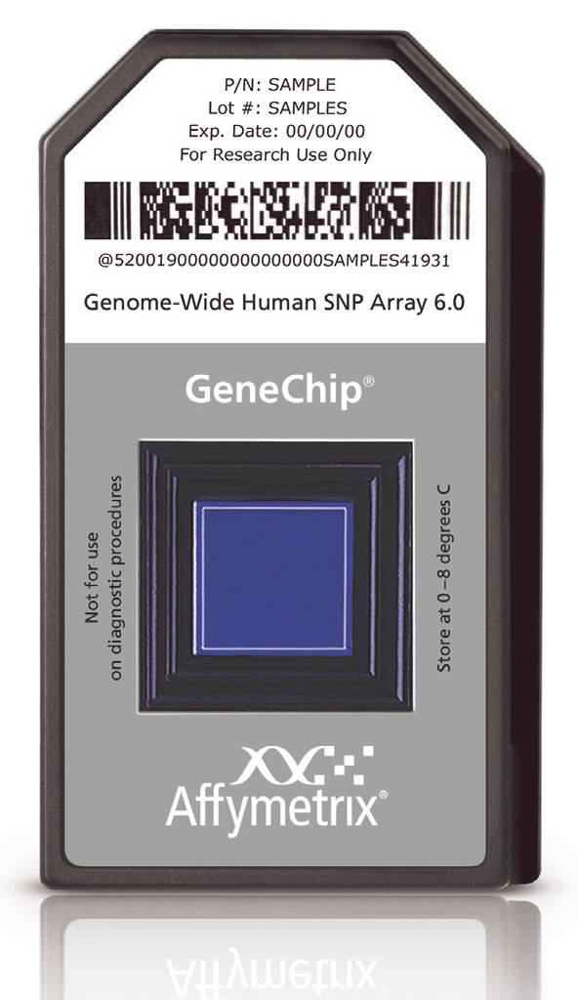 P/N: SAMPLE
Lot #: SAMPLES
Exp. Date: 00/00/00
For Research Use Only
@52001900000000000000SAMPLES41931
Genome-Wide Human SNP Array 6.0
GeneChip®
Not for use
on diagnostic procedures
Store at 0–8 degrees C
Affymetrix®
Affymetrix®